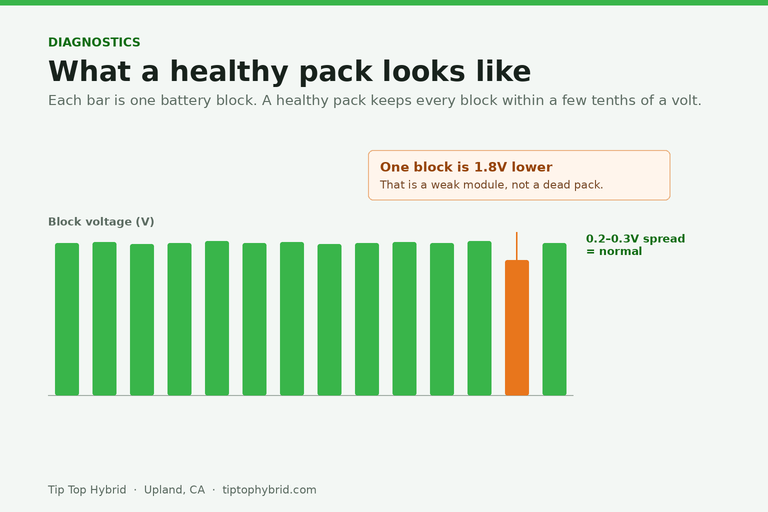 DIAGNOSTICS
What a healthy pack looks like
Each bar is one battery block. A healthy pack keeps every block within a few tenths of a volt.
One block is 1.8V lower
That is a weak module, not a dead pack.
Block voltage (V)
0.2–0.3V spread
= normal
Tip Top Hybrid · Upland, CA · tiptophybrid.com